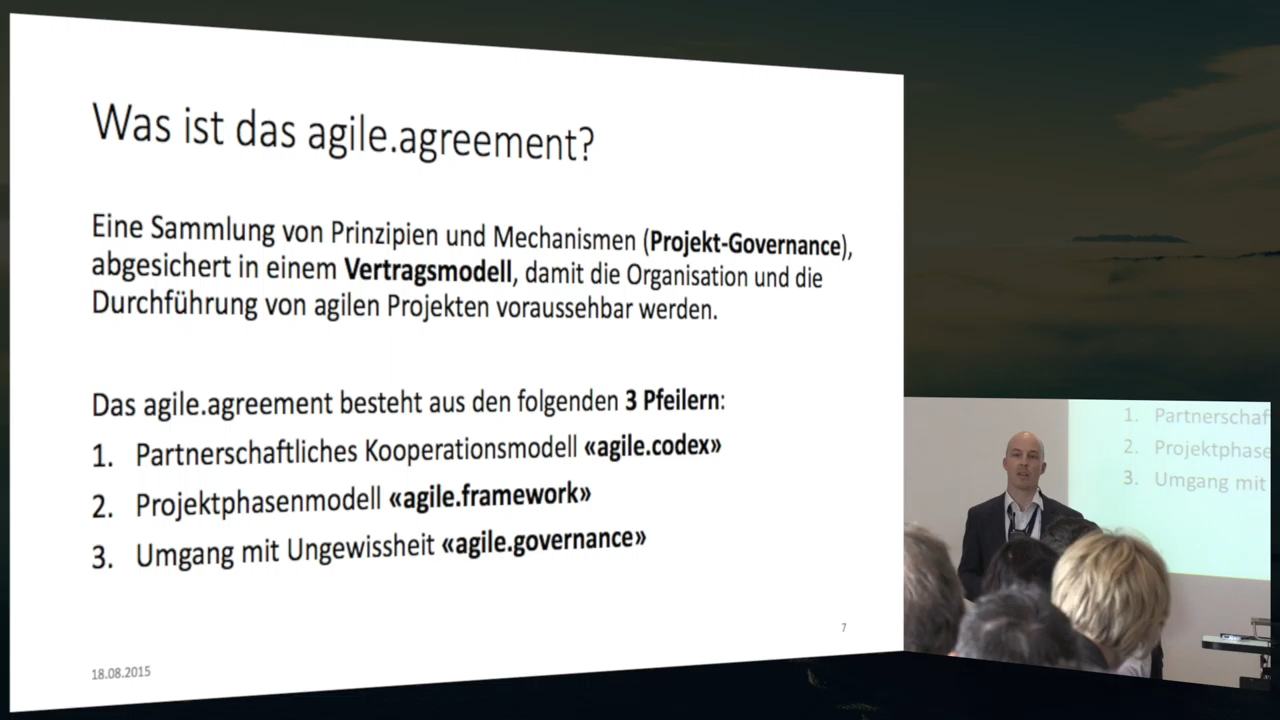 Was ist das agile.agreement?
Eine Sammlung von Prinzipien und Mechanismen (Projekt-Governance),
abgesichert in einem Vertragsmodell, damit die Organisation und die
Durchführung von agilen Projekten voraussehbar werden.
Das agile.agreement besteht aus den folgenden 3 Pfeilern:
1. Partnerschaftliches Kooperationsmodell «agile.codex»
2. Projektphasenmodell «agile.framework»
3. Umgang mit Ungewissheit «agile.governance»
7
18.08.2015
1. Partnerschaf
2. Projektphase
3. Umgang mit